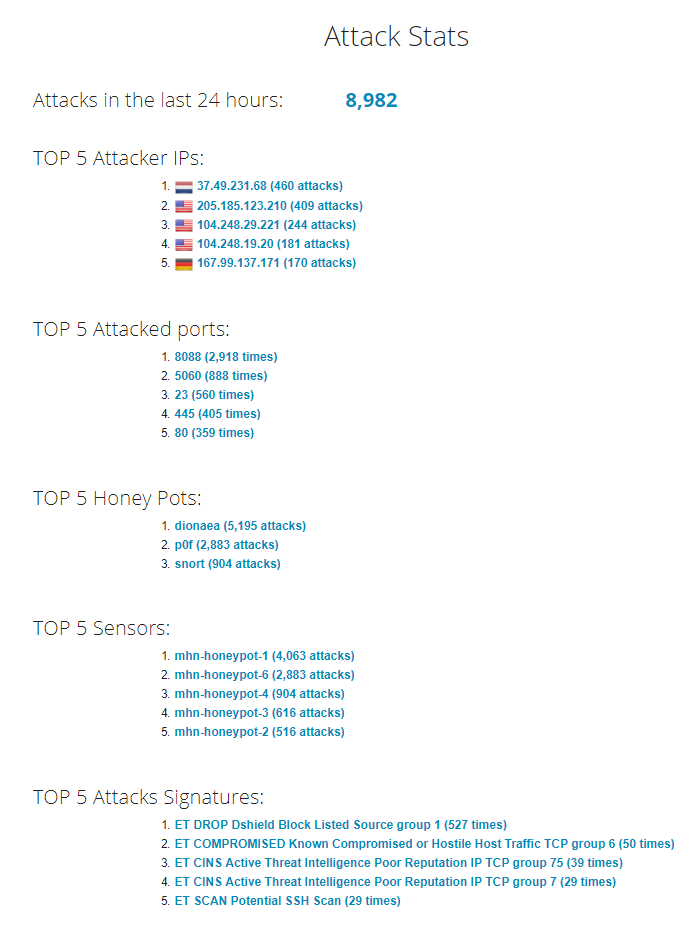 Attack Stats
Attacks in the last 24 hours: 8,982
TOP 5 Attacker IPs:
1. 37.49.231.68 (460 attacks)
2. 205.185.123.210 (409 attacks)
3. 104.248.29.221 (244 attacks)
4. 104.248.19.20 (181 attacks)
5. 167.99.137.171 (170 attacks)
TOP 5 Attacked ports:
1. 8088 (2,918 times)
2. 5060 (888 times)
3. 23 (560 times)
4. 445 (405 times)
5. 80 (359 times)
TOP 5 Honey Pots:
1. dionaea (5,195 attacks)
2. p0f (2,883 attacks)
3. snort (904 attacks)
TOP 5 Sensors:
1. mhn-honeypot-1 (4,063 attacks)
2. mhn-honeypot-6 (2,883 attacks)
3. mhn-honeypot-4 (904 attacks)
4. mhn-honeypot-3 (616 attacks)
5. mhn-honeypot-2 (516 attacks)
TOP 5 Attacks Signatures:
1. ET DROP Dshield Block Listed Source group 1 (527 times)
2. ET COMPROMISED Known Compromised or Hostile Host Traffic TCP group 6 (50 times)
3. ET CINS Active Threat Intelligence Poor Reputation IP TCP group 75 (39 times)
4. ET CINS Active Threat Intelligence Poor Reputation IP TCP group 7 (29 times)
5. ET SCAN Potential SSH Scan (29 times)